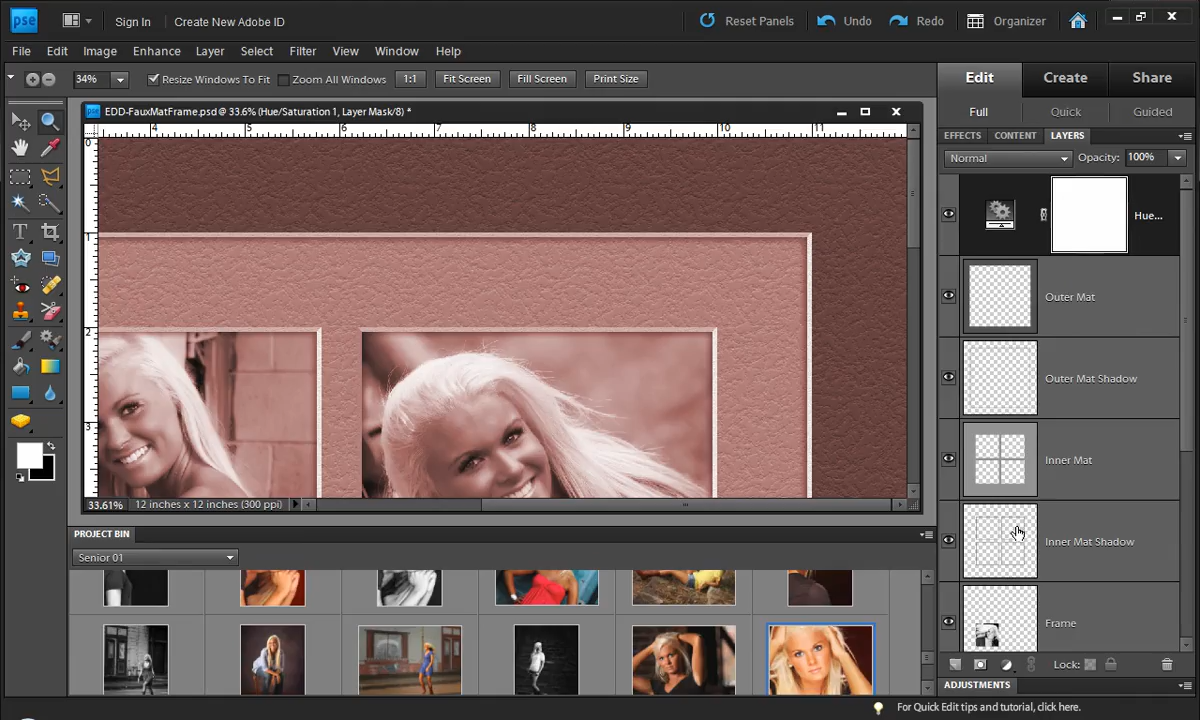 pse Sign In Create New Adobe ID Reset Panels Undo Redo Organizer
File Edit Image Enhance Layer Select Filter View Window Help
34% Resize Windows To Fit Zoom All Windows 1:1 Fit Screen Fill Screen Print Size
Edit Create Share
Full Quick Guided
EDD-FauxMatFrame.psd @ 33.6% (Hue/Saturation 1, Layer Mask/8) *
4 5 6 7 8 9 10 11
0
1
2
3
EFFECTS CONTENT LAYERS
Normal Opacity: 100%
Hue...
Outer Mat
Outer Mat Shadow
Inner Mat
Inner Mat Shadow
Frame
Lock:
ADJUSTMENTS
33.61% 12 inches x 12 inches (300 ppi)
PROJECT BIN
Senior 01
For Quick Edit tips and tutorial, click here.